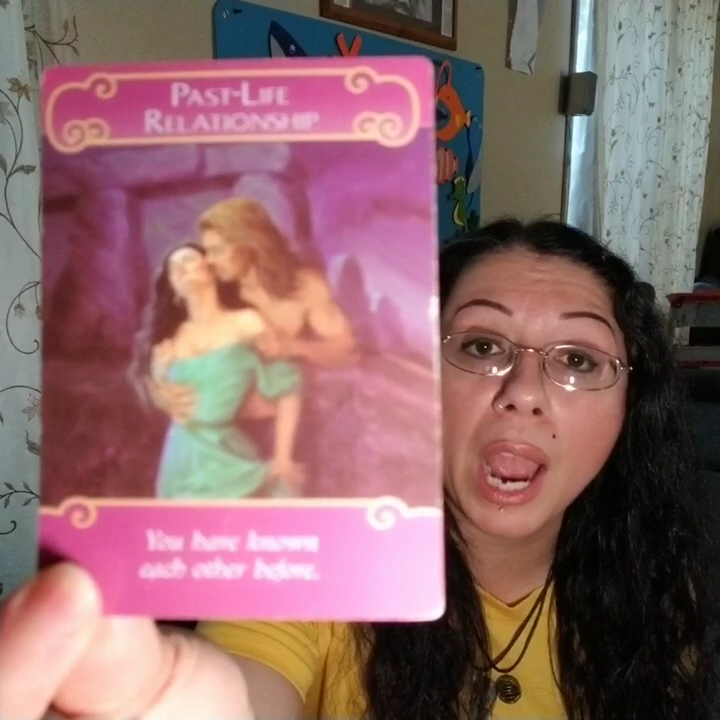 PAST-LIFE
RELATIONSHIP
You have known
each other before.